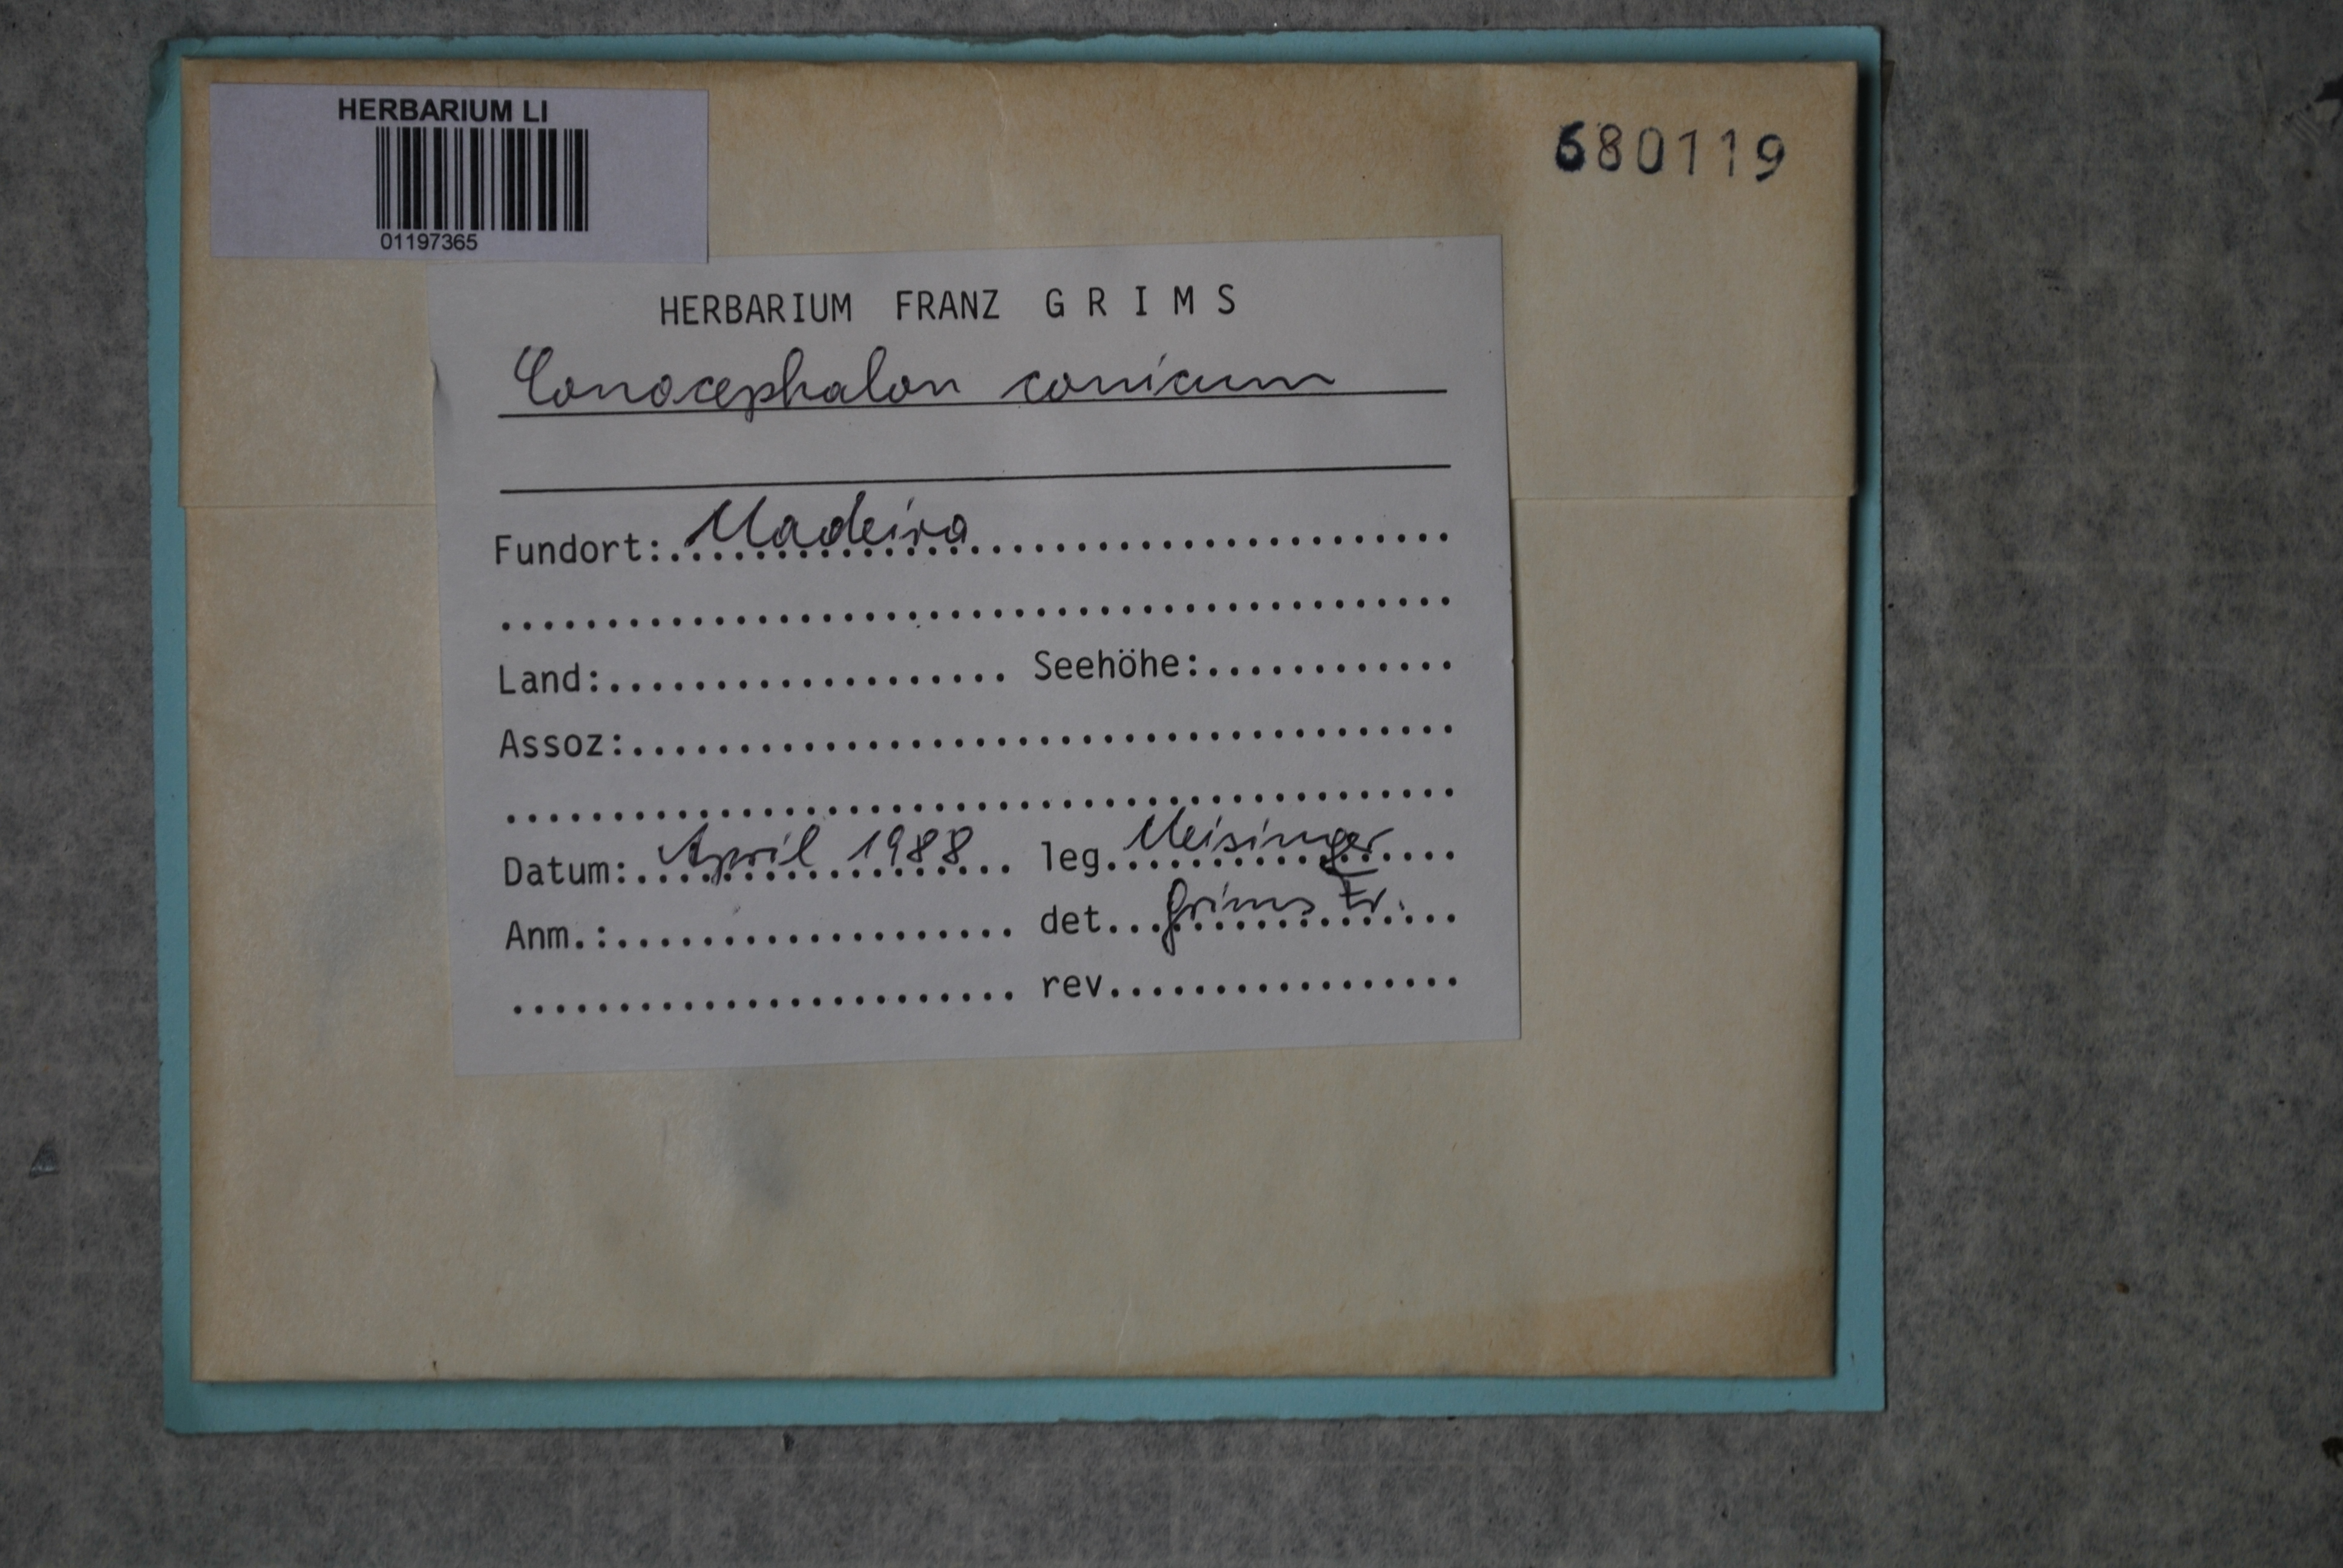 HERBARIUM LI
01197365
680119
HERBARIUM FRANZ GRIMS
Conocephalon conicum
Fundort: Madeira
Land: Seehöhe:
Assoz:
Datum: April 1988 leg. Meisinger
Anm.: det. Grims Fr.
rev.